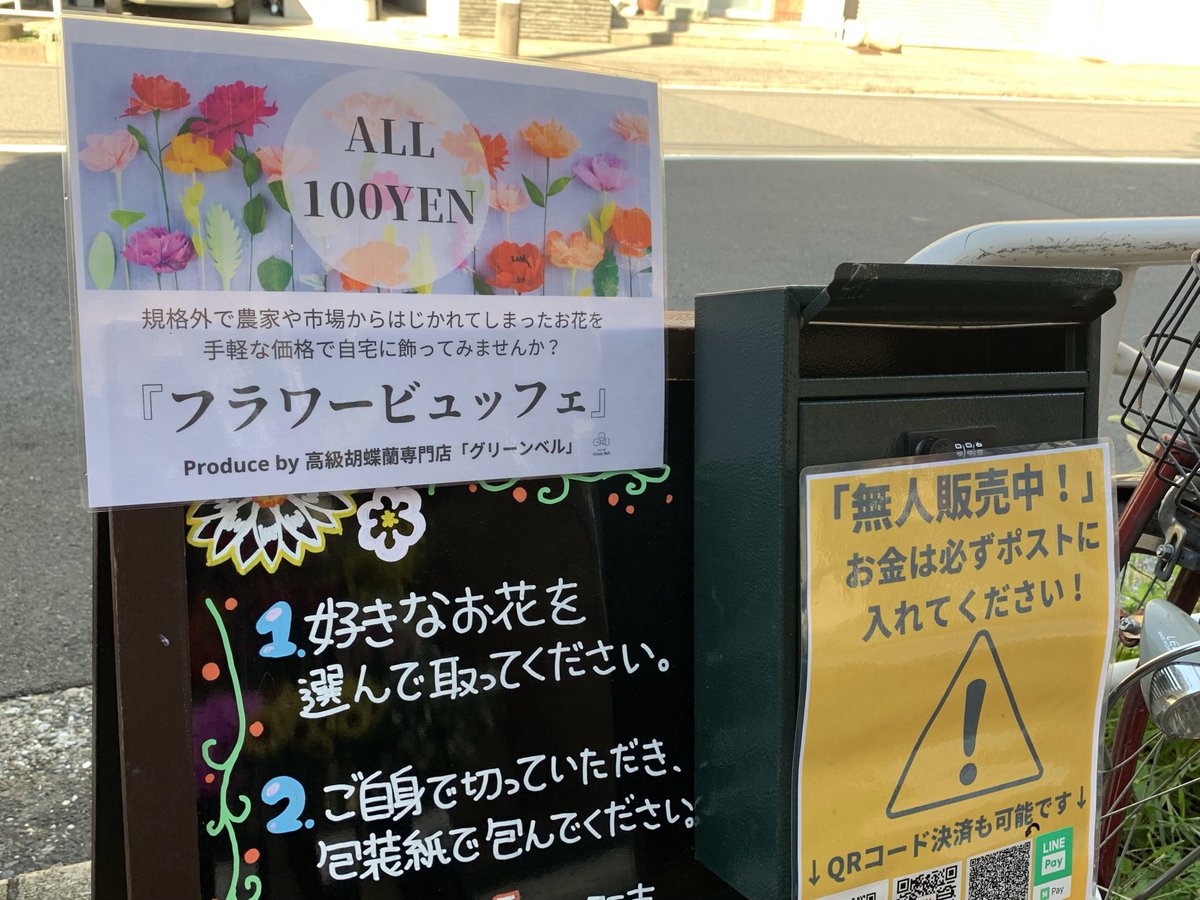 ALL
100YEN
規格外で農家や市場からはじかれてしまったお花を
手軽な価格で自宅に飾ってみませんか?
『フラワービュッフェ』
Produce by 高級胡蝶蘭専門店「グリーンベル」
Green Bell
1. 好きなお花を
選んで取ってください。
2. ご自身で切っていただき、
包装紙で包んでください。
「無人販売中!」
お金は必ずポストに
入れてください!
↓QRコード決済も可能です↓
LINE
Pay
N Pay